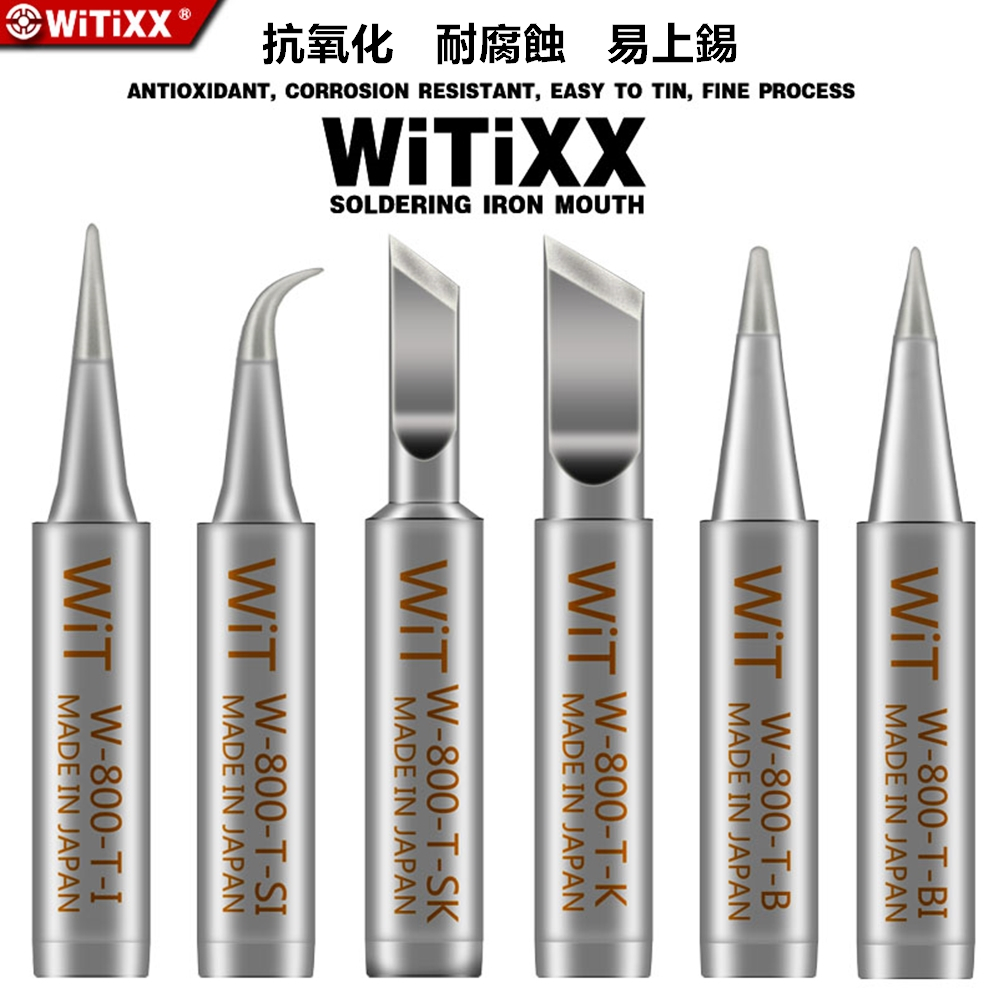 WiTiXX®
抗氧化 耐腐蝕 易上錫
ANTIOXIDANT, CORROSION RESISTANT, EASY TO TIN, FINE PROCESS
WiTiXX
SOLDERING IRON MOUTH
WiT
W-800-T-I
MADE IN JAPAN
WiT
W-800-T-SI
MADE IN JAPAN
WiT
W-800-T-SK
MADE IN JAPAN
WiT
W-800-T-K
MADE IN JAPAN
WiT
W-800-T-B
MADE IN JAPAN
WiT
W-800-T-BI
MADE IN JAPAN